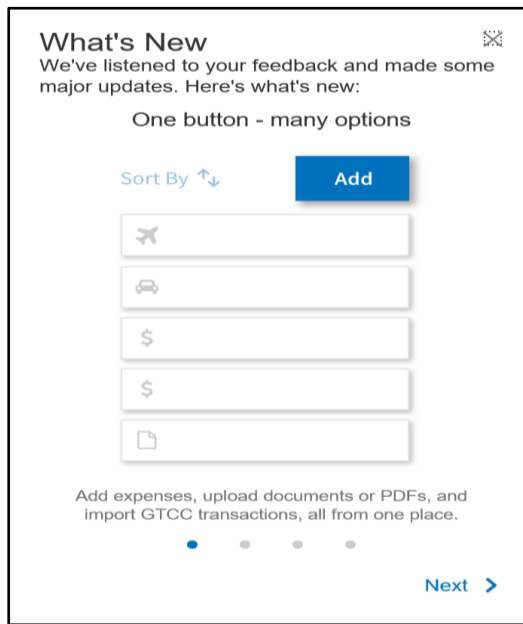 What's New
We've listened to your feedback and made some
major updates. Here's what's new:
One button - many options
Sort By
Add
$
$
Add expenses, upload documents or PDFs, and
import GTCC transactions, all from one place.
Next